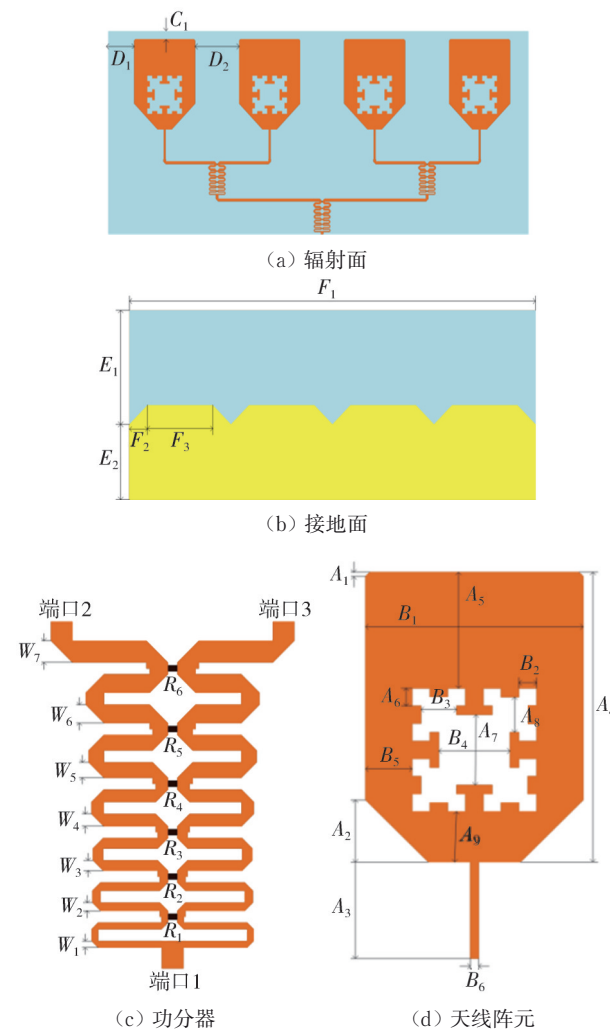 C₁
D₁
D₂
(a) 辐射面
F₁
E₁
F₂
F₃
E₂
(b) 接地面
端口2
端口3
W₇
R₆
W₆
R₅
W₅
R₄
W₄
R₃
W₃
R₂
W₂
R₁
W₁
端口1
(c) 功分器
A₁
A₅
B₁
B₂
A₆
B₃
A₈
A₇
B₄
B₅
A₂
A₉
A₃
B₆
(d) 天线阵元